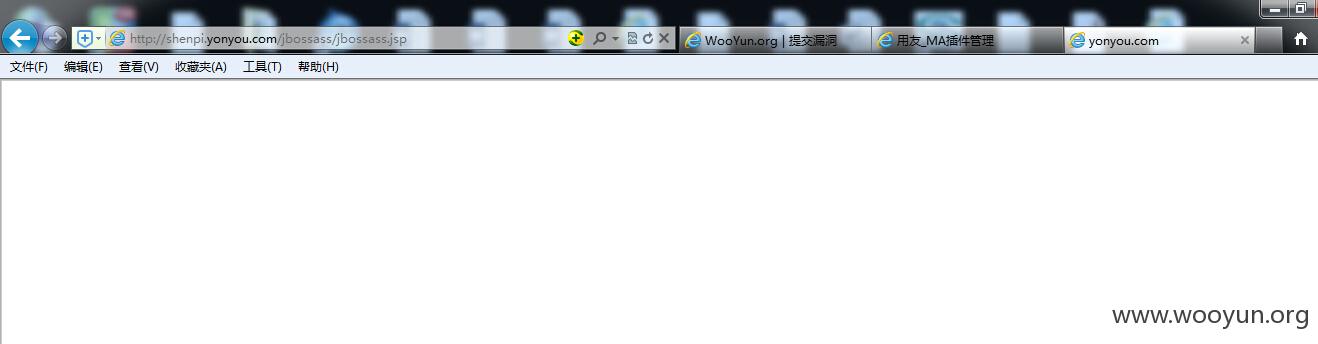 http://shenpi.yonyou.com/jbossass/jbossass.jsp
WooYun.org | 提交漏洞
用友_MA插件管理
yonyou.com
文件(F) 编辑(E) 查看(V) 收藏夹(A) 工具(T) 帮助(H)
www.wooyun.org